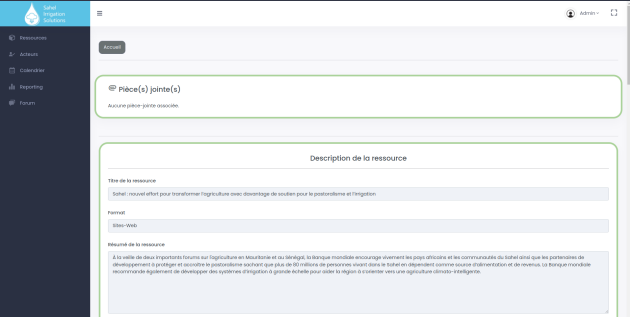 Sahel
Irrigation
Solutions
Admin
Ressources
Acteurs
Calendrier
Reporting
Forum
Accueil
Pièce(s) jointe(s)
Aucune pièce-jointe associée.
Description de la ressource
Titre de la ressource
Sahel : nouvel effort pour transformer l'agriculture avec davantage de soutien pour le pastoralisme et l'irrigation
Format
Sites-Web
Résumé de la ressource
À la veille de deux importants forums sur l'agriculture en Mauritanie et au Sénégal, la Banque mondiale encourage vivement les pays africains et les communautés du Sahel ainsi que les partenaires de
développement à protéger et accroître le pastoralisme sachant que plus de 80 millions de personnes vivant dans le Sahel en dépendent comme source d'alimentation et de revenus. La Banque mondiale
recommande également de développer des systèmes d'irrigation à grande échelle pour aider la région à s'orienter vers une agriculture climato-intelligente.